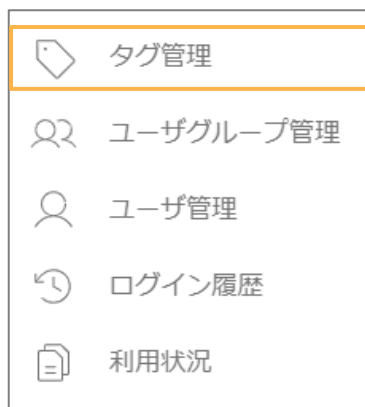 タグ管理
ユーザグループ管理
ユーザ管理
ログイン履歴
利用状況